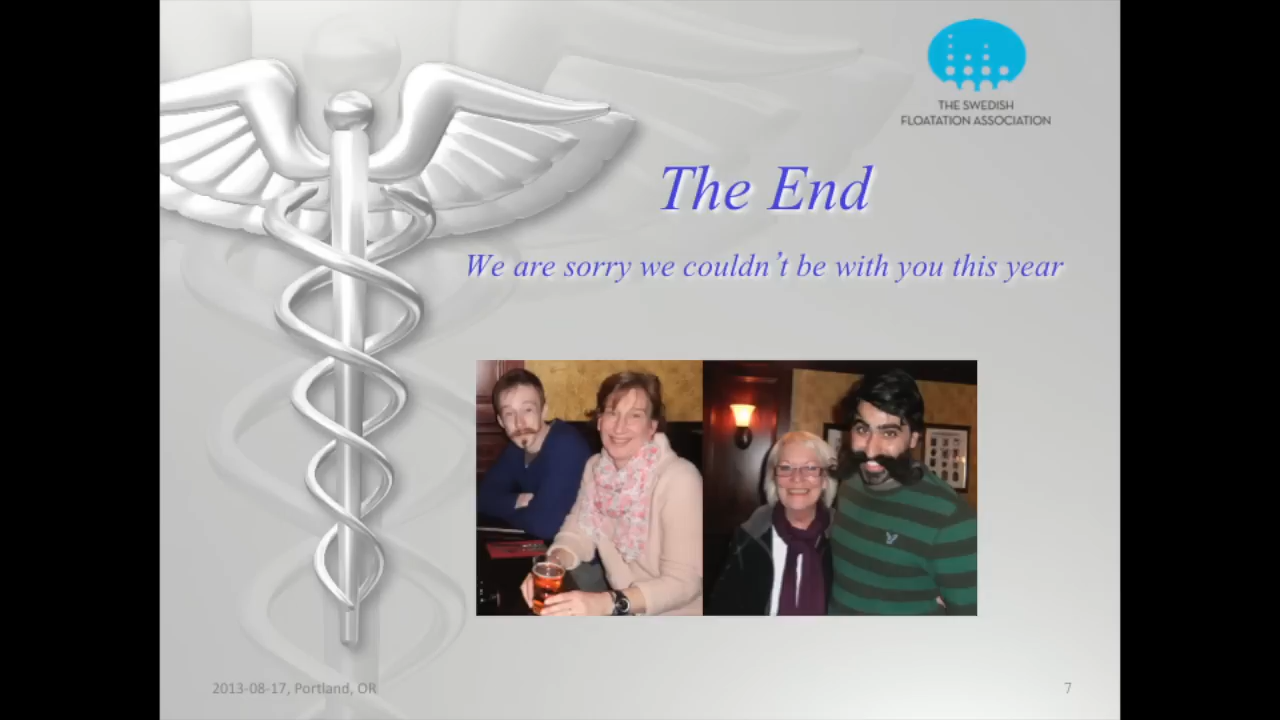 THE SWEDISH
FLOATATION ASSOCIATION
The End
We are sorry we couldn’t be with you this year
2013-08-17, Portland, OR
7